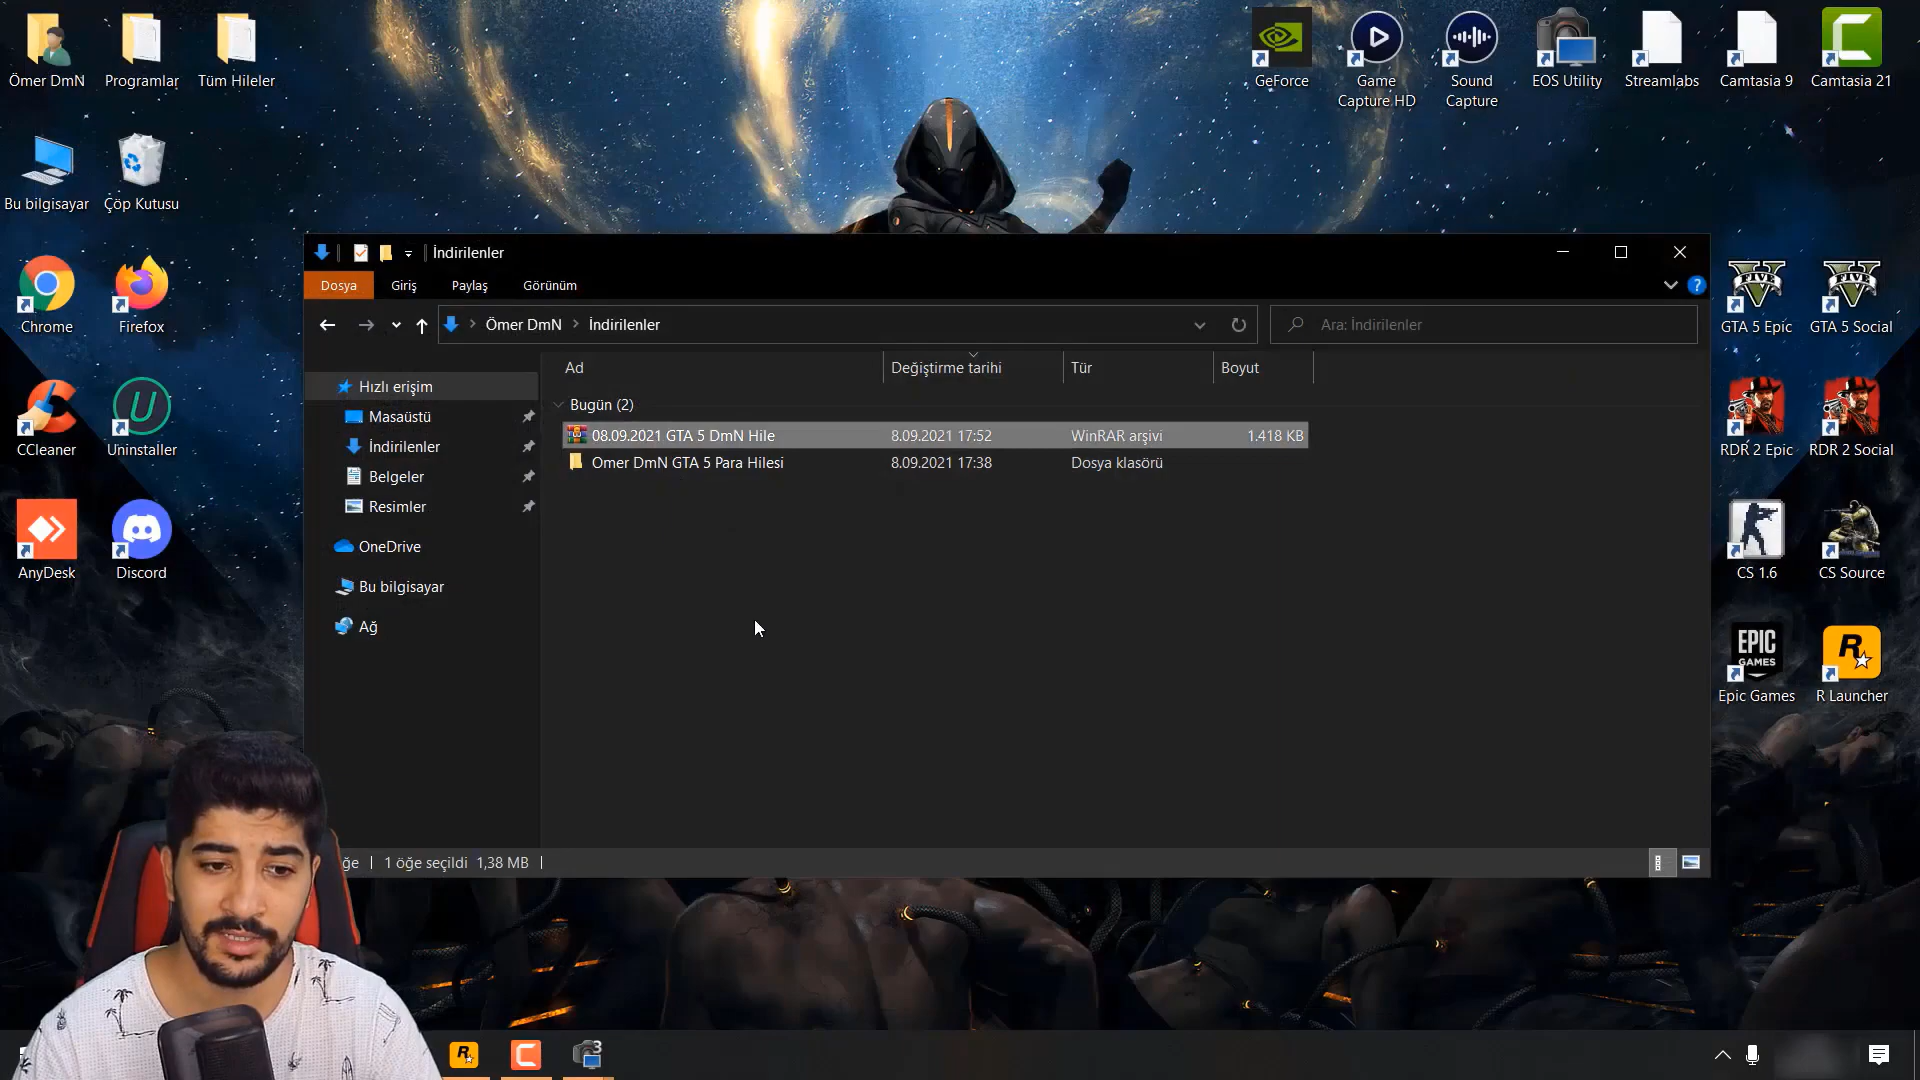 Ömer DmN
Programlar
Tüm Hileler
GeForce
Game
Capture HD
Sound
Capture
EOS Utility
Streamlabs
Camtasia 9
Camtasia 21
Bu bilgisayar
Çöp Kutusu
İndirilenler
Dosya
Giriş
Paylaş
Görünüm
?
Ömer DmN
İndirilenler
Ara: İndirilenler
Chrome
Firefox
FIVE
GTA 5 Epic
FIVE
GTA 5 Social
Ad
Değiştirme tarihi
Tür
Boyut
Hızlı erişim
Bugün (2)
Masaüstü
08.09.2021 GTA 5 DmN Hile
8.09.2021 17:52
WinRAR arşivi
1.418 KB
İndirilenler
Omer DmN GTA 5 Para Hilesi
8.09.2021 17:38
Dosya klasörü
Belgeler
Resimler
CCleaner
Uninstaller
RDR 2 Epic
RDR 2 Social
OneDrive
Bu bilgisayar
Ağ
AnyDesk
Discord
CS 1.6
CS Source
EPIC
GAMES
Epic Games
R
R Launcher
ğe
1 öğe seçildi
1,38 MB
R
3